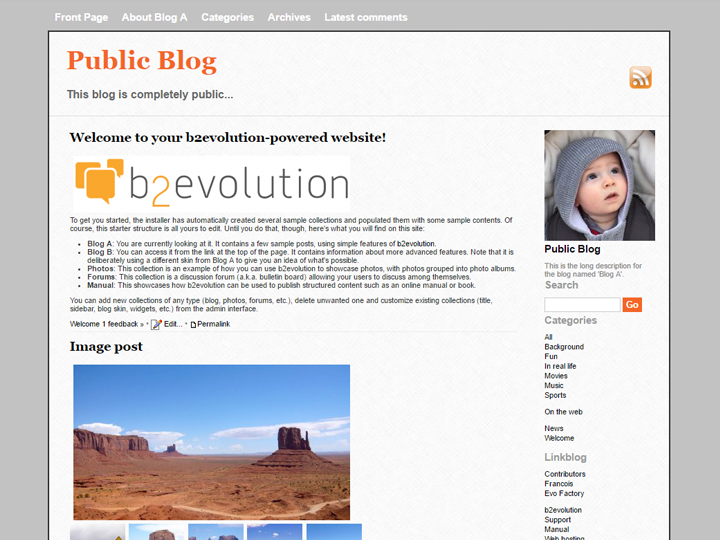 Front Page About Blog A Categories Archives Latest comments
Public Blog
This blog is completely public...
Welcome to your b2evolution-powered website!
b2evolution
To get you started, the installer has automatically created several sample collections and populated them with some sample contents. Of
course, this starter structure is all yours to edit. Until you do that, though, here's what you will find on this site:
• Blog A: You are currently looking at it. It contains a few sample posts, using simple features of b2evolution.
• Blog B: You can access it from the link at the top of the page. It contains information about more advanced features. Note that it is
deliberately using a different skin from Blog A to give you an idea of what's possible.
• Photos: This collection is an example of how you can use b2evolution to showcase photos, with photos grouped into photo albums.
• Forums: This collection is a discussion forum (a.k.a. bulletin board) allowing your users to discuss among themselves.
• Manual: This showcases how b2evolution can be used to publish structured content such as an online manual or book.
You can add new collections of any type (blog, photos, forums, etc.), delete unwanted one and customize existing collections (title,
sidebar, blog skin, widgets, etc.) from the admin interface.
Welcome 1 feedback » • Edit... • Permalink
Image post
Public Blog
This is the long description for
the blog named 'Blog A'.
Search
Go
Categories
All
Background
Fun
In real life
Movies
Music
Sports
On the web
News
Welcome
Linkblog
Contributors
Francois
Evo Factory
b2evolution
Support
Manual
Web hosting